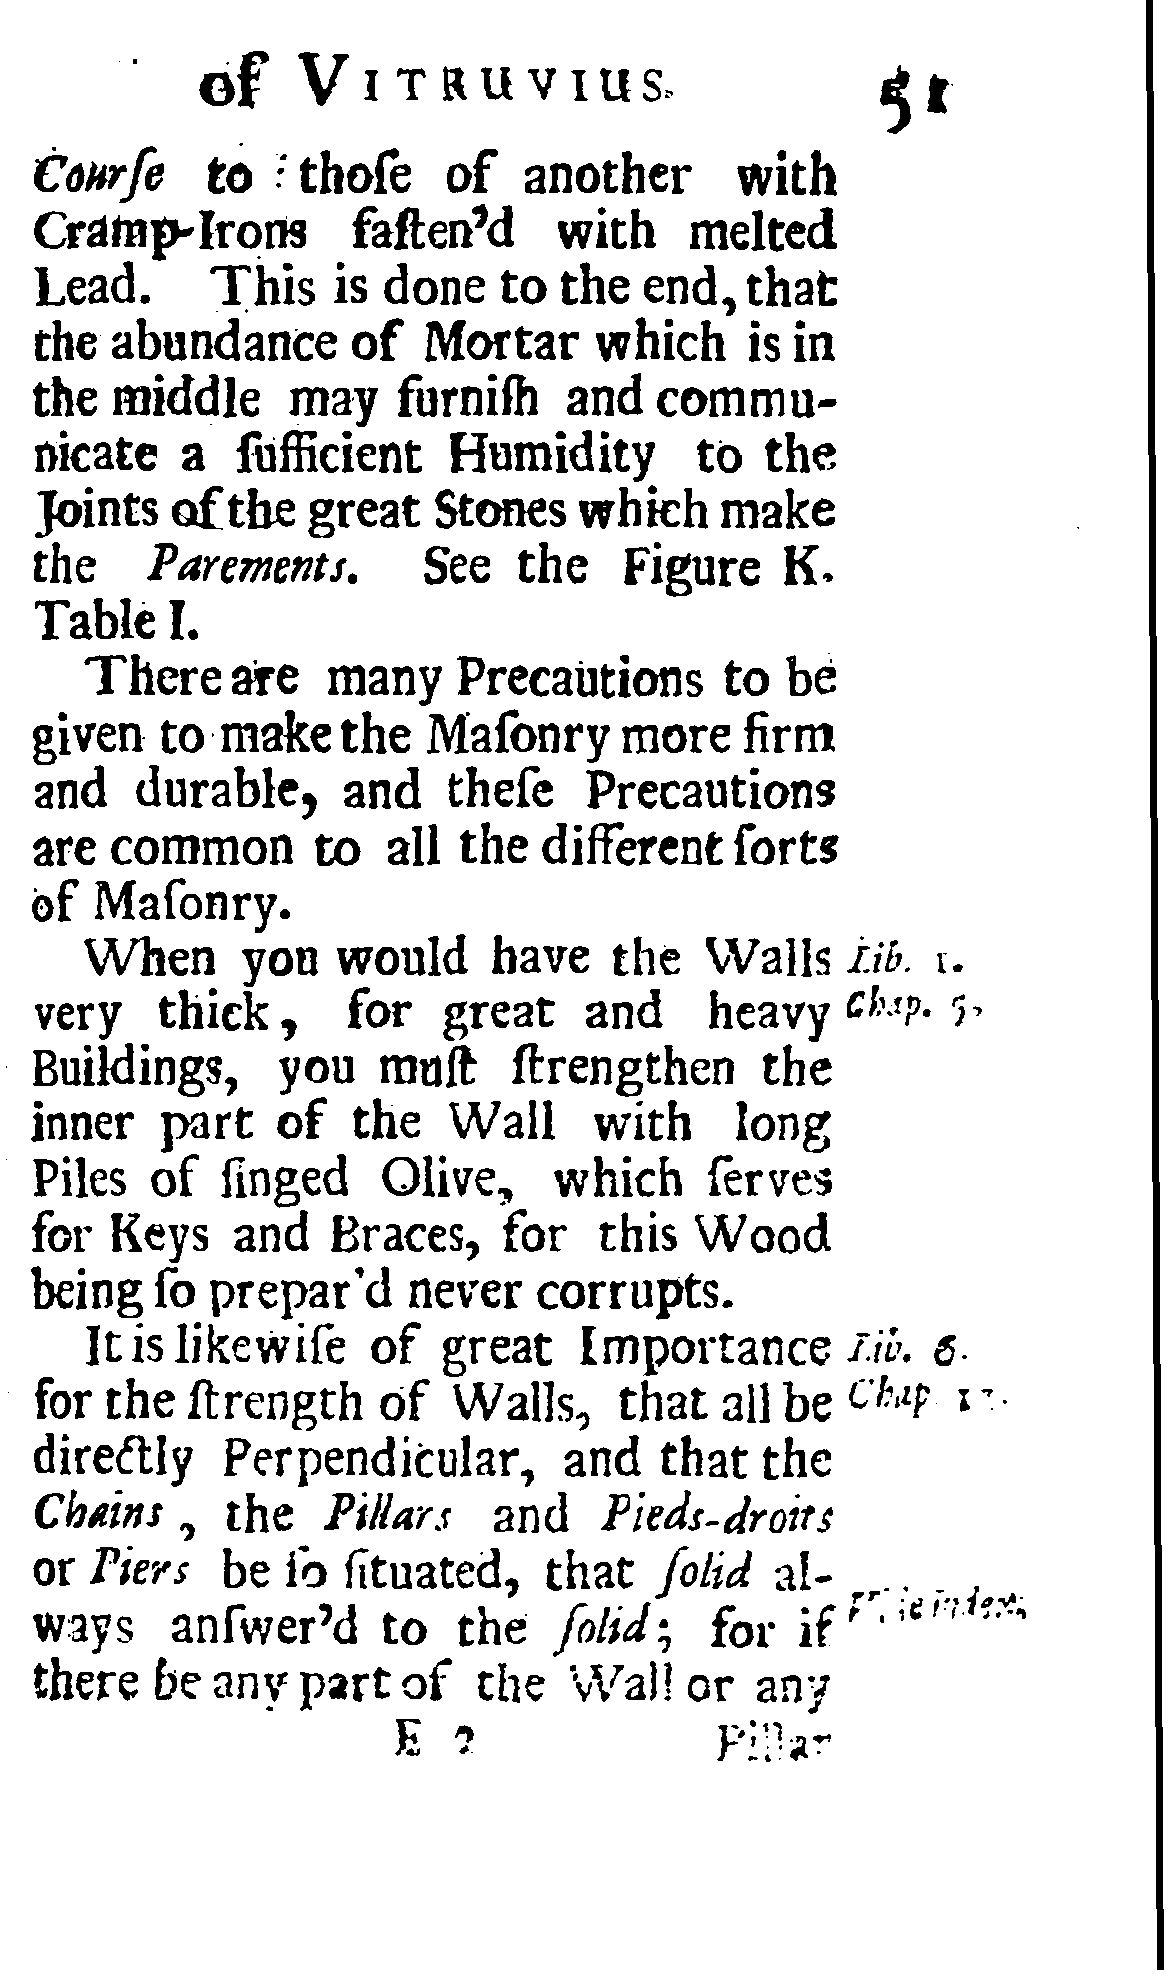 of VITRUVIUS. 51
Courſe to thoſe of another with
Cramp-Irons faſten'd with melted
Lead. This is done to the end, that
the abundance of Mortar which is in
the middle may furniſh and commu-
nicate a ſufficient Humidity to the
Joints of the great Stones which make
the Parements. See the Figure K.
Table I.
There are many Precautions to be
given to make the Maſonry more firm
and durable, and theſe Precautions
are common to all the different ſorts
of Maſonry.
When you would have the Walls Lib. 1.
very thick, for great and heavy Chap. 5.
Buildings, you muſt ſtrengthen the
inner part of the Wall with long
Piles of ſinged Olive, which ſerves
for Keys and Braces, for this Wood
being ſo prepar'd never corrupts.
It is likewiſe of great Importance Lib. 6.
for the ſtrength of Walls, that all be Chap
directly Perpendicular, and that the
Chains, the Pillars and Pieds-droits
or Piers be ſo ſituated, that ſolid al-
ways anſwer'd to the ſolid; for if
there be any part of the Wall or any
E 2 Pillar